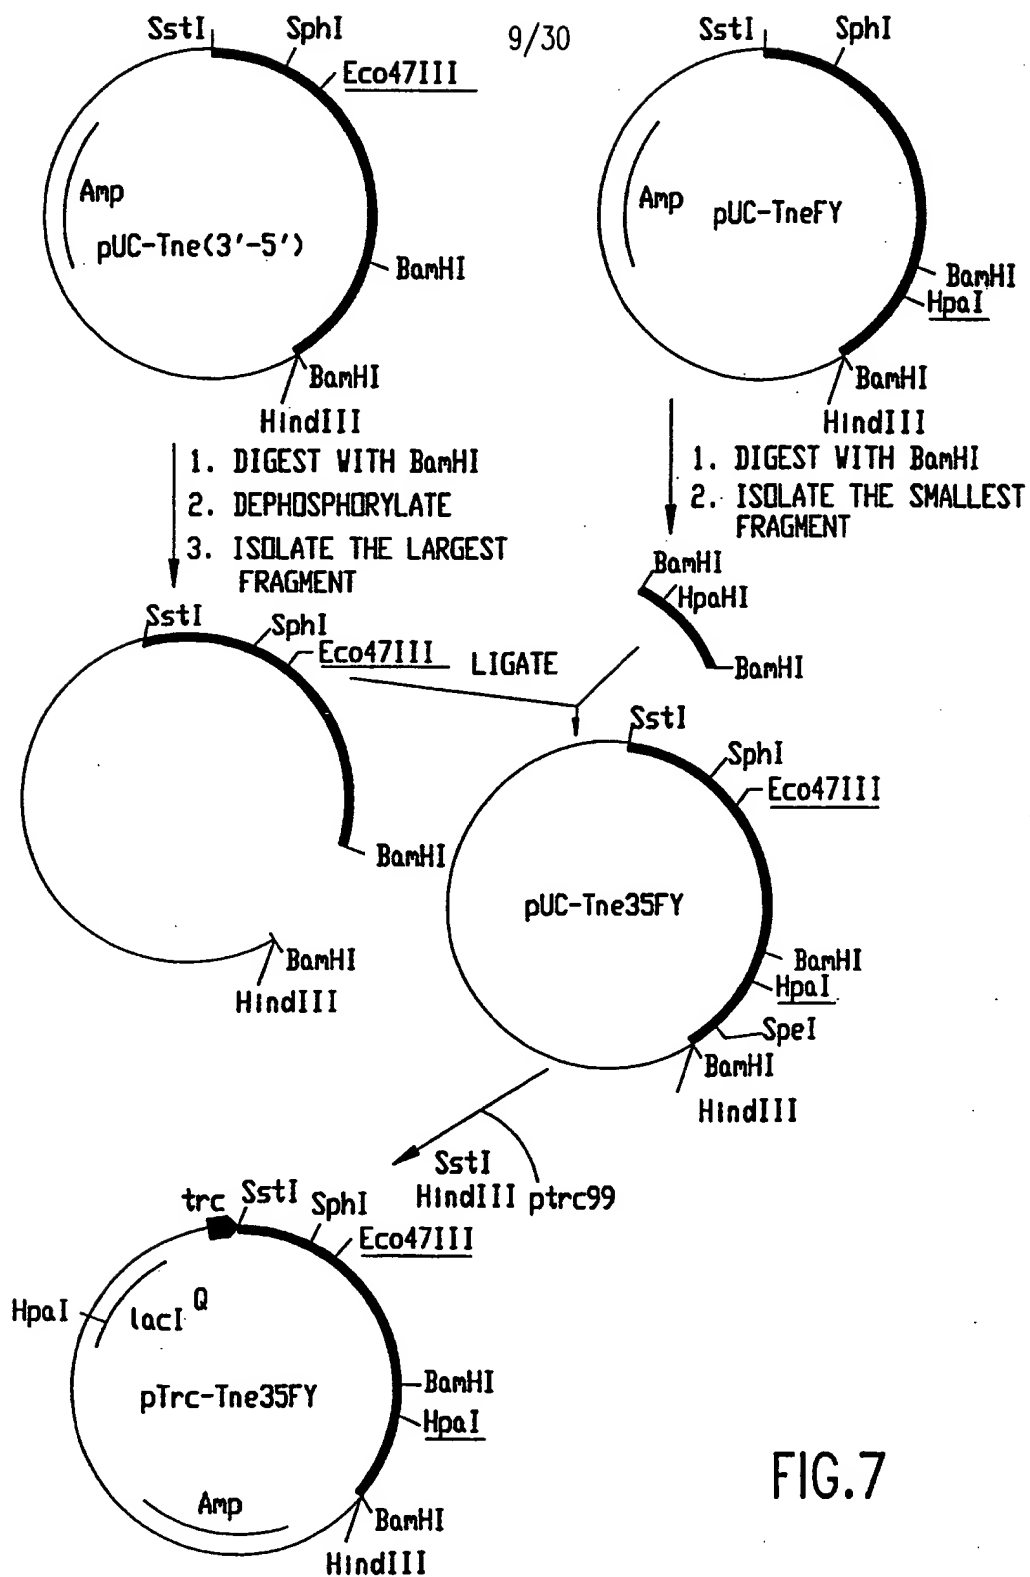 9/30
SstI
SphI
Eco47III
Amp
pUC-Tne(3'-5')
BamHI
BamHI
HindIII
SstI
SphI
Amp
pUC-TneFY
BamHI
HpaI
BamHI
HindIII
1. DIGEST WITH BamHI
2. DEPHOSPHORYLATE
3. ISOLATE THE LARGEST
FRAGMENT
1. DIGEST WITH BamHI
2. ISOLATE THE SMALLEST
FRAGMENT
BamHI
HpaHI
BamHI
SstI
SphI
Eco47III
BamHI
BamHI
HindIII
LIGATE
SstI
SphI
Eco47III
pUC-Tne35FY
BamHI
HpaI
SpeI
BamHI
HindIII
SstI
HindIII
ptrc99
trc
SstI
SphI
Eco47III
HpaI
lacI Q
pTrc-Tne35FY
BamHI
HpaI
Amp
BamHI
HindIII
FIG.7